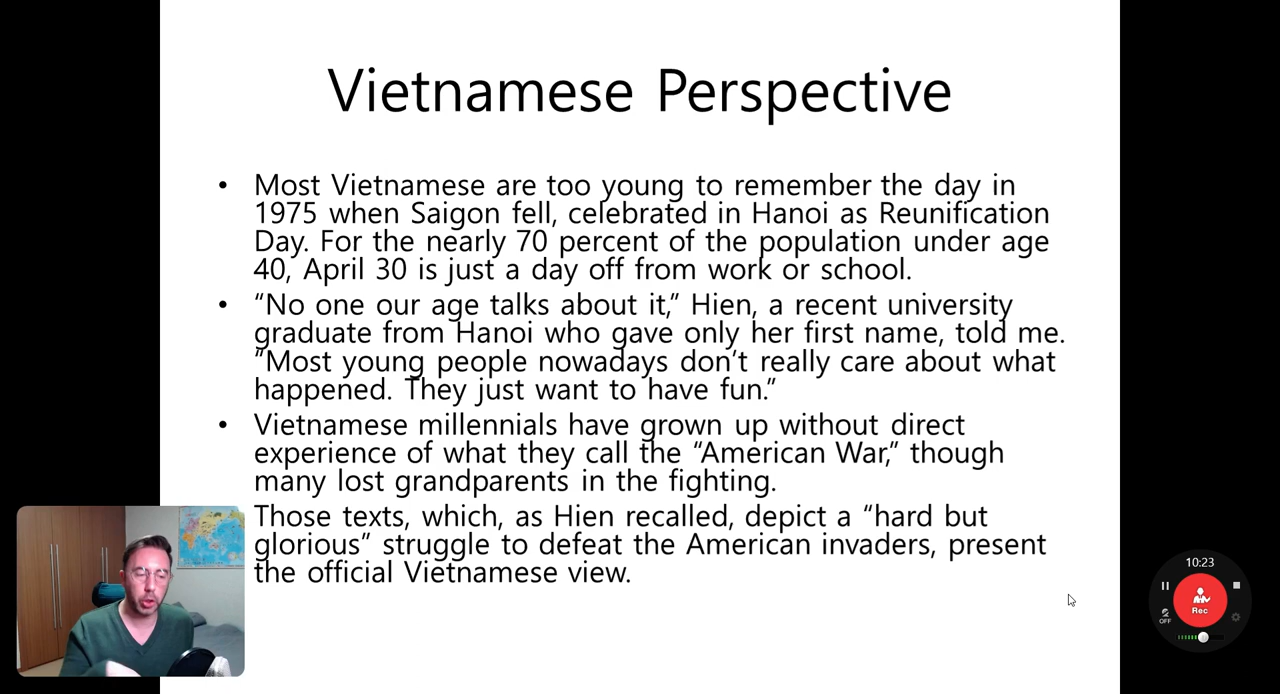 Vietnamese Perspective
• Most Vietnamese are too young to remember the day in
1975 when Saigon fell, celebrated in Hanoi as Reunification
Day. For the nearly 70 percent of the population under age
40, April 30 is just a day off from work or school.
• “No one our age talks about it,” Hien, a recent university
graduate from Hanoi who gave only her first name, told me.
“Most young people nowadays don’t really care about what
happened. They just want to have fun.”
• Vietnamese millennials have grown up without direct
experience of what they call the “American War,” though
many lost grandparents in the fighting.
Those texts, which, as Hien recalled, depict a “hard but
glorious” struggle to defeat the American invaders, present
the official Vietnamese view.
10:23
Rec
OFF